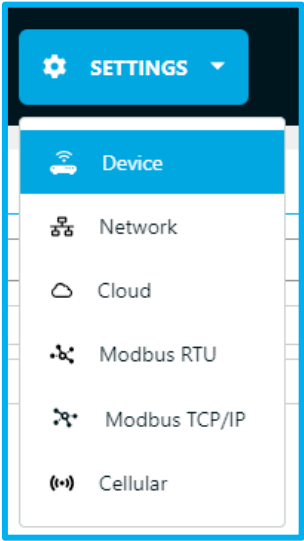 SETTINGS
Device
Network
Cloud
Modbus RTU
Modbus TCP/IP
Cellular